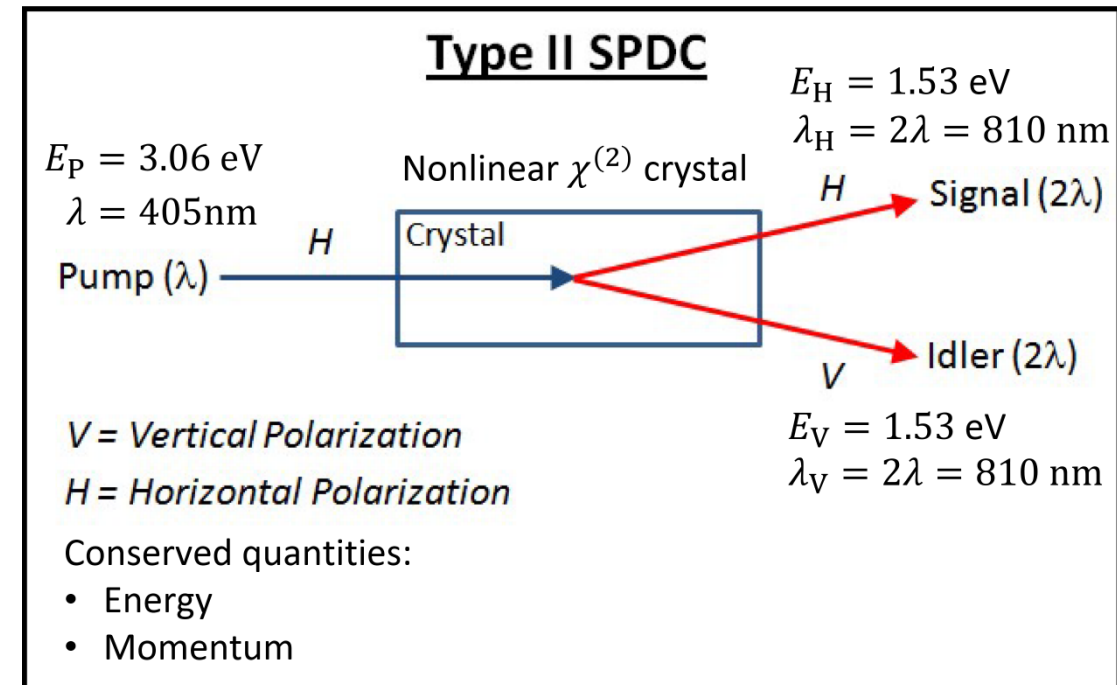 Type II SPDC
E_H = 1.53 eV
λ_H = 2λ = 810 nm
E_P = 3.06 eV
λ = 405nm
Nonlinear χ⁽²⁾ crystal
H
Signal (2λ)
H
Crystal
Pump (λ)
Idler (2λ)
V
V = Vertical Polarization
E_V = 1.53 eV
λ_V = 2λ = 810 nm
H = Horizontal Polarization
Conserved quantities:
• Energy
• Momentum